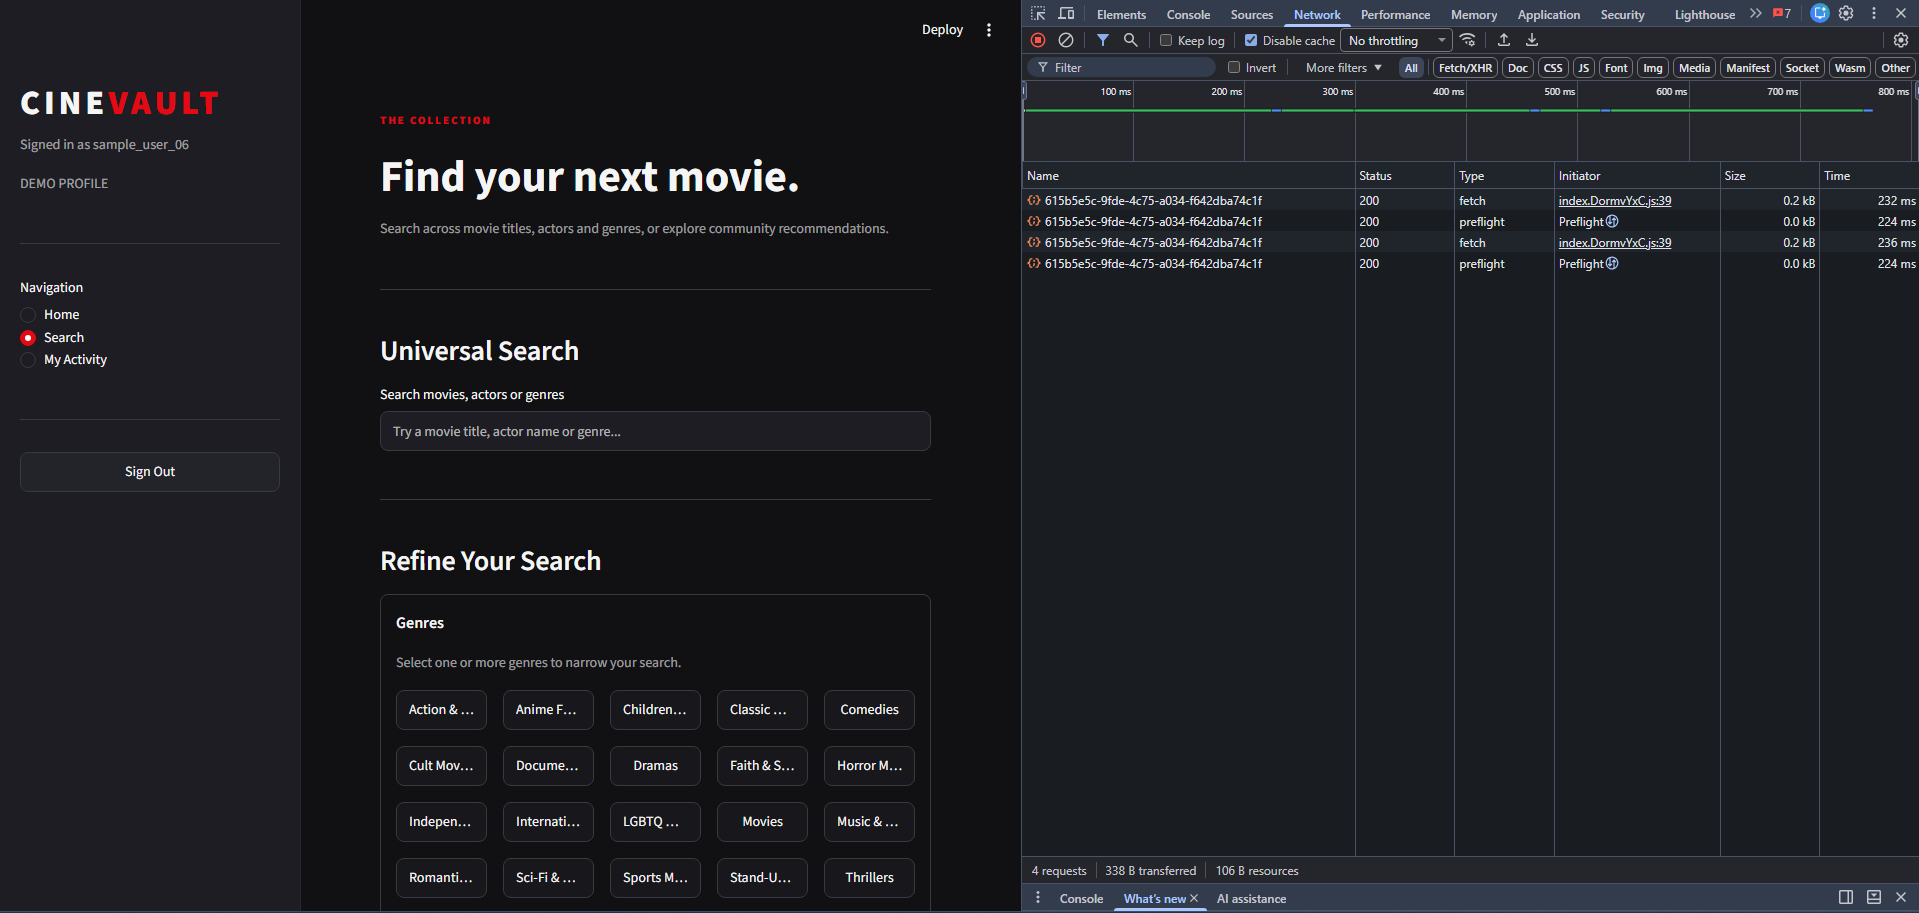 CINEVAULT
Signed in as sample_user_06
DEMO PROFILE
Navigation
Home
Search
My Activity
Sign Out
Deploy
THE COLLECTION
Find your next movie.
Search across movie titles, actors and genres, or explore community recommendations.
Universal Search
Search movies, actors or genres
Try a movie title, actor name or genre...
Refine Your Search
Genres
Select one or more genres to narrow your search.
Action & ... Anime F... Children... Classic ... Comedies
Cult Mov... Docume... Dramas Faith & S... Horror M...
Indepen... Internati... LGBTQ ... Movies Music & ...
Romanti... Sci-Fi & ... Sports M... Stand-U... Thrillers
Elements Console Sources Network Performance Memory Application Security Lighthouse 7
Keep log Disable cache No throttling
Filter Invert More filters All Fetch/XHR Doc CSS JS Font Img Media Manifest Socket Wasm Other
100 ms 200 ms 300 ms 400 ms 500 ms 600 ms 700 ms 800 ms
Name Status Type Initiator Size Time
615b5e5c-9fde-4c75-a034-f642dba74c1f 200 fetch index.DormvYxC.js:39 0.2 kB 232 ms
615b5e5c-9fde-4c75-a034-f642dba74c1f 200 preflight Preflight 0.0 kB 224 ms
615b5e5c-9fde-4c75-a034-f642dba74c1f 200 fetch index.DormvYxC.js:39 0.2 kB 236 ms
615b5e5c-9fde-4c75-a034-f642dba74c1f 200 preflight Preflight 0.0 kB 224 ms
4 requests 338 B transferred 106 B resources
Console What's new AI assistance